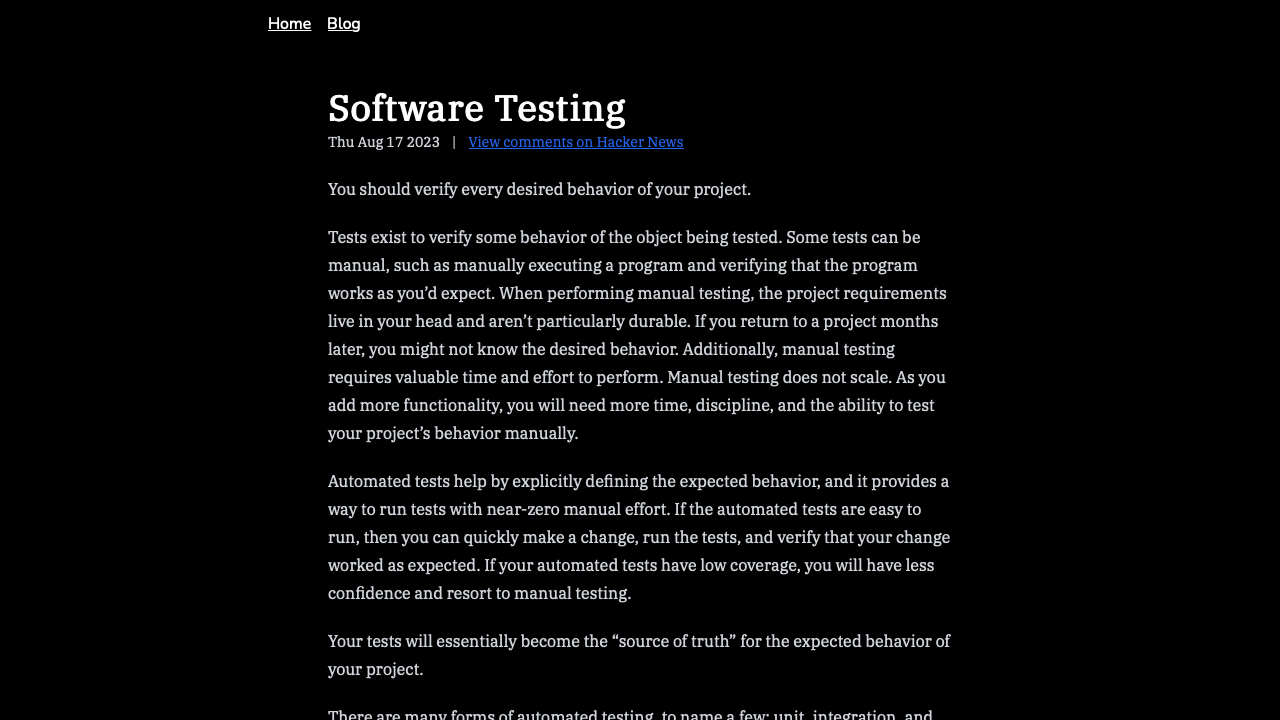 Home Blog
Software Testing
Thu Aug 17 2023 | View comments on Hacker News
You should verify every desired behavior of your project.
Tests exist to verify some behavior of the object being tested. Some tests can be
manual, such as manually executing a program and verifying that the program
works as you’d expect. When performing manual testing, the project requirements
live in your head and aren’t particularly durable. If you return to a project months
later, you might not know the desired behavior. Additionally, manual testing
requires valuable time and effort to perform. Manual testing does not scale. As you
add more functionality, you will need more time, discipline, and the ability to test
your project’s behavior manually.
Automated tests help by explicitly defining the expected behavior, and it provides a
way to run tests with near-zero manual effort. If the automated tests are easy to
run, then you can quickly make a change, run the tests, and verify that your change
worked as expected. If your automated tests have low coverage, you will have less
confidence and resort to manual testing.
Your tests will essentially become the “source of truth” for the expected behavior of
your project.
There are many forms of automated testing, to name a few: unit, integration, and